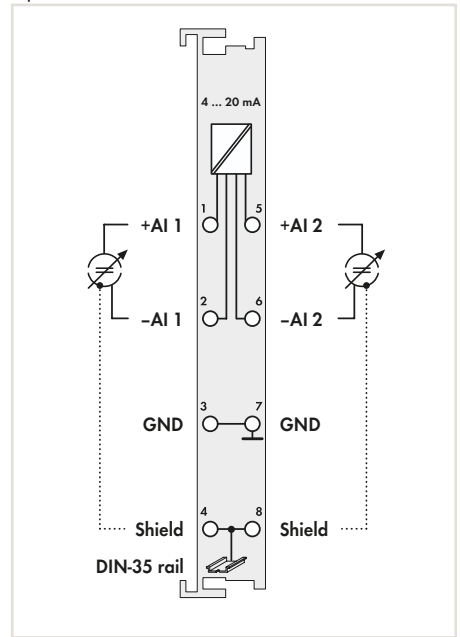 4 ... 20 mA
1 5
+AI 1 +AI 2
2 6
–AI 1 –AI 2
3 7
GND GND
4 8
Shield Shield
DIN-35 rail